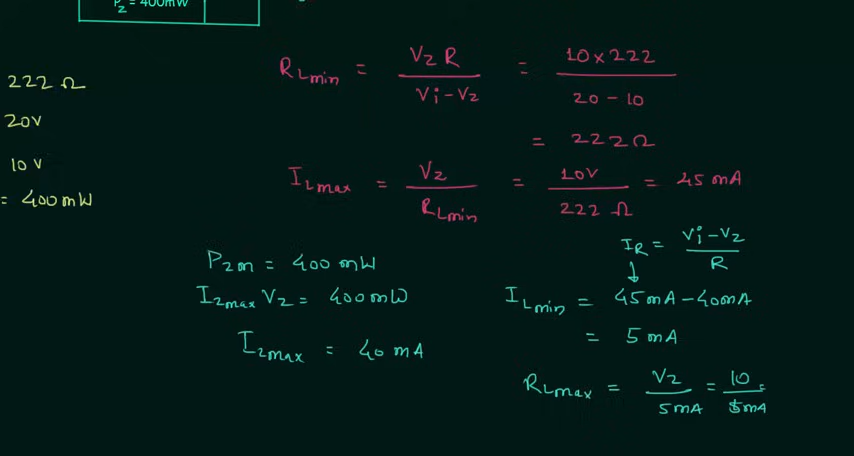 P_Z = 400mW
222 Ω
20V
10 V
= 400mW
R_Lmin = V_Z R / Vi-V_Z = 10×222 / 20-10
= 222Ω
I_Lmax = V_Z / R_Lmin = 10V / 222 Ω = 45 mA
P_Zm = 400 mW
I_Zmax V_Z = 400mW
I_Zmax = 40 mA
I_R = Vi-V_Z / R
↓
I_Lmin = 45mA - 40mA
= 5 mA
R_Lmax = V_Z / 5mA = 10 / 5mA =